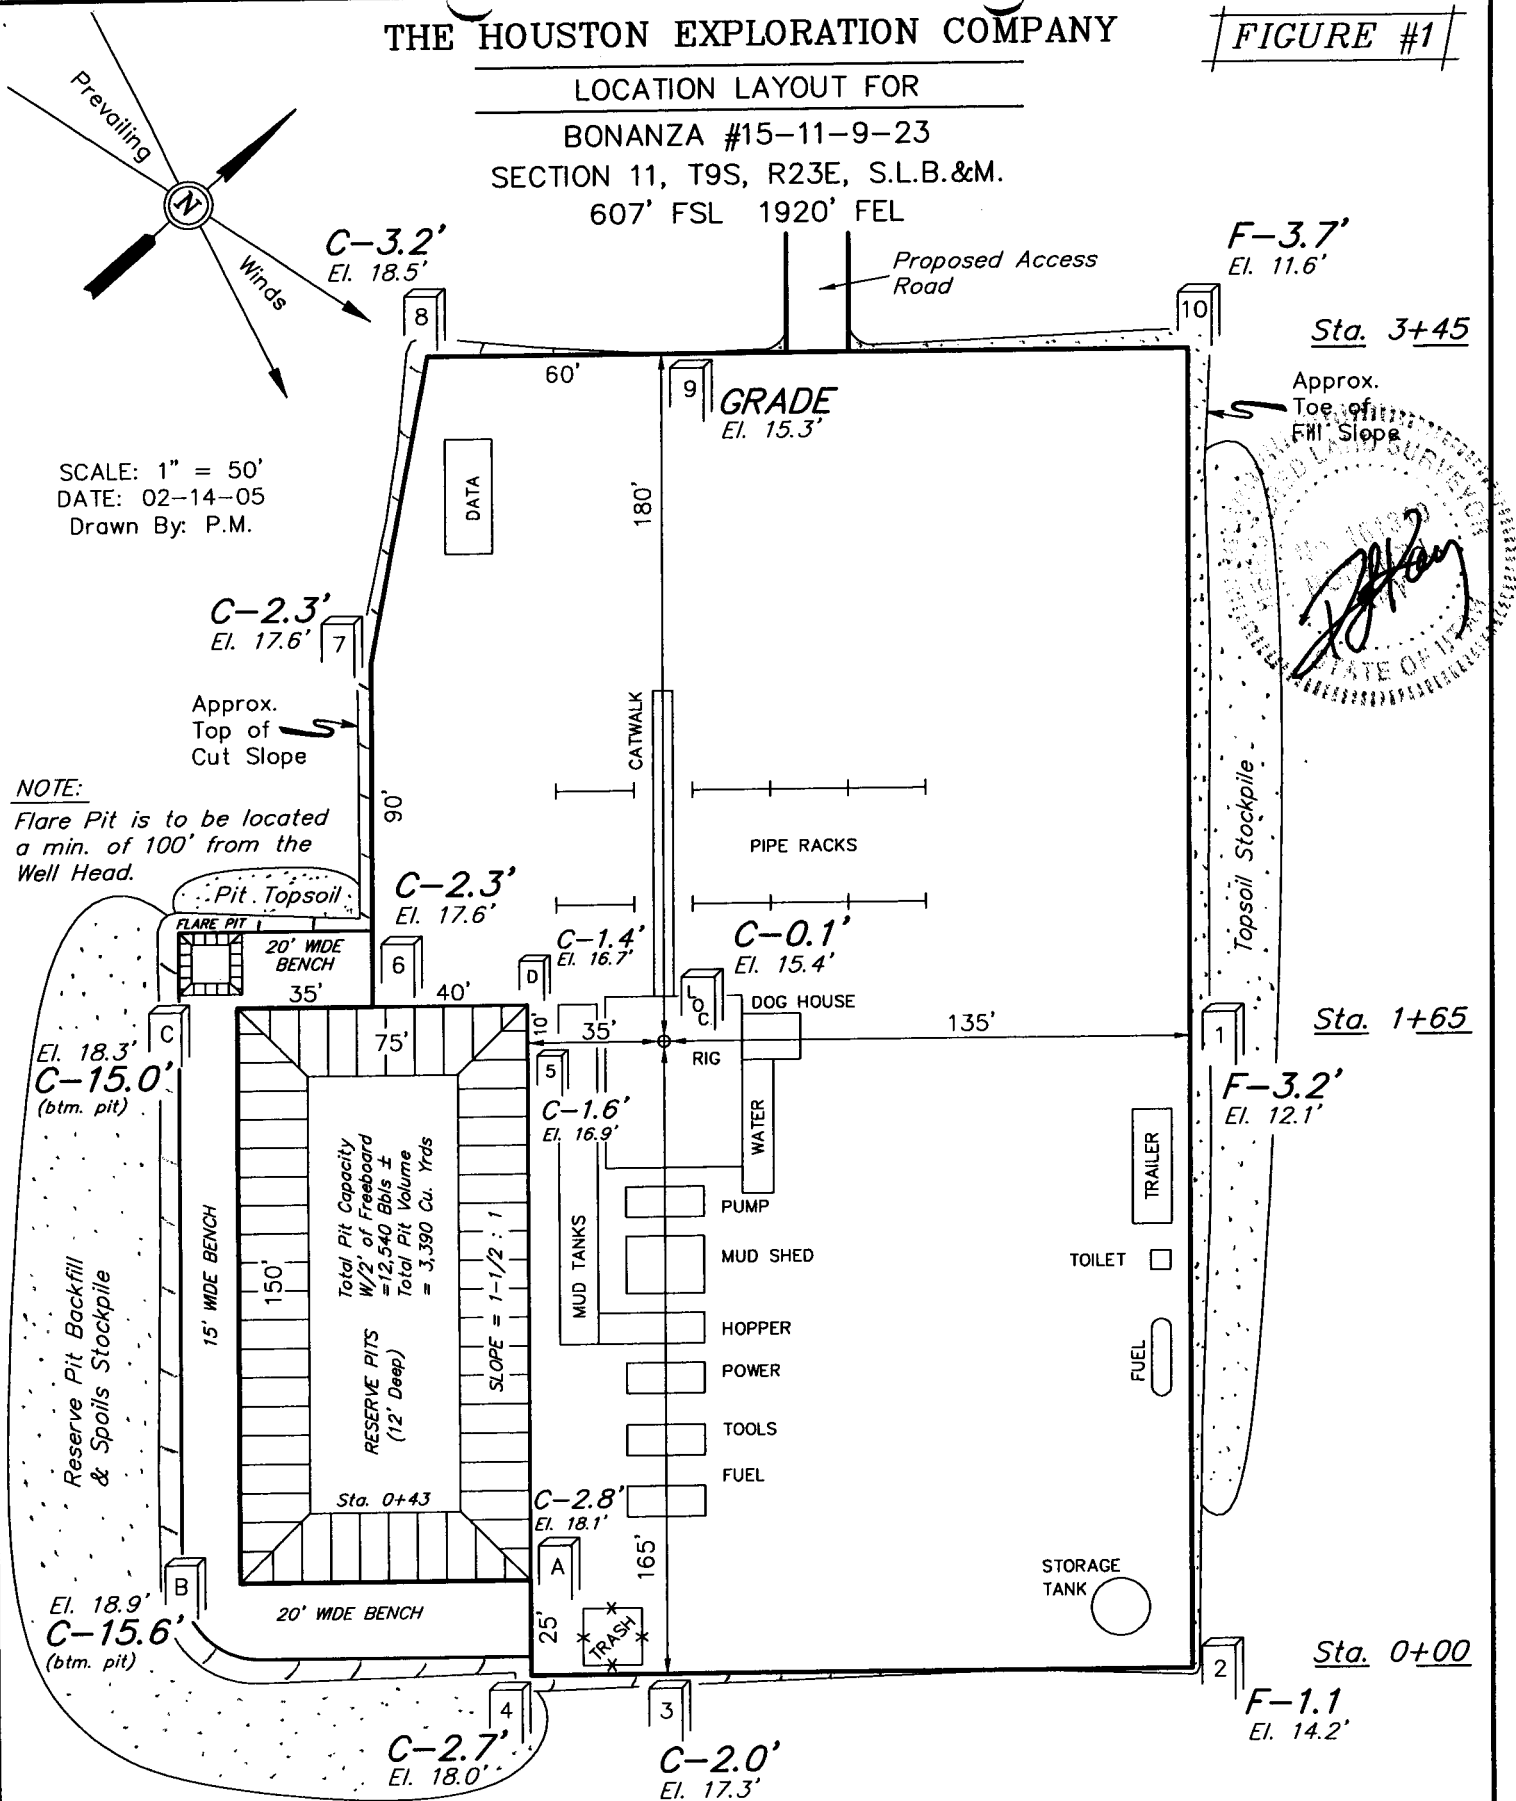 THE HOUSTON EXPLORATION COMPANY
FIGURE #1
LOCATION LAYOUT FOR
BONANZA #15-11-9-23
SECTION 11, T9S, R23E, S.L.B.&M.
607' FSL 1920' FEL
Prevailing
N
Winds
C-3.2'
El. 18.5'
8
Proposed Access
Road
F-3.7'
El. 11.6'
10
Sta. 3+45
60'
9
GRADE
El. 15.3'
Approx.
Toe of
Fill Slope
SCALE: 1" = 50'
DATE: 02-14-05
Drawn By: P.M.
DATA
180'
LAND SURVEYOR
STATE OF UTAH
C-2.3'
El. 17.6'
7
Approx.
Top of
Cut Slope
CATWALK
90'
NOTE:
Flare Pit is to be located
a min. of 100' from the
Well Head.
PIPE RACKS
Topsoil Stockpile
Pit Topsoil
C-2.3'
El. 17.6'
6
FLARE PIT
20' WIDE
BENCH
C-1.4'
El. 16.7'
D
C-0.1'
El. 15.4'
LOC.
DOG HOUSE
35'
40'
C
El. 18.3'
C-15.0'
(btm. pit)
75'
10'
35'
RIG
135'
1
Sta. 1+65
5
C-1.6'
El. 16.9'
F-3.2'
El. 12.1'
WATER
TRAILER
Total Pit Capacity
W/2' of Freeboard
=12,540 Bbls ±
Total Pit Volume
= 3,390 Cu. Yrds
PUMP
MUD SHED
TOILET
MUD TANKS
SLOPE = 1-1/2 : 1
150'
15' WIDE BENCH
Reserve Pit Backfill
& Spoils Stockpile
RESERVE PITS
(12' Deep)
HOPPER
POWER
FUEL
TOOLS
FUEL
Sta. 0+43
C-2.8'
El. 18.1'
A
165'
STORAGE
TANK
B
El. 18.9'
C-15.6'
(btm. pit)
20' WIDE BENCH
25'
TRASH
2
Sta. 0+00
4
3
F-1.1
El. 14.2'
C-2.7'
El. 18.0'
C-2.0'
El. 17.3'